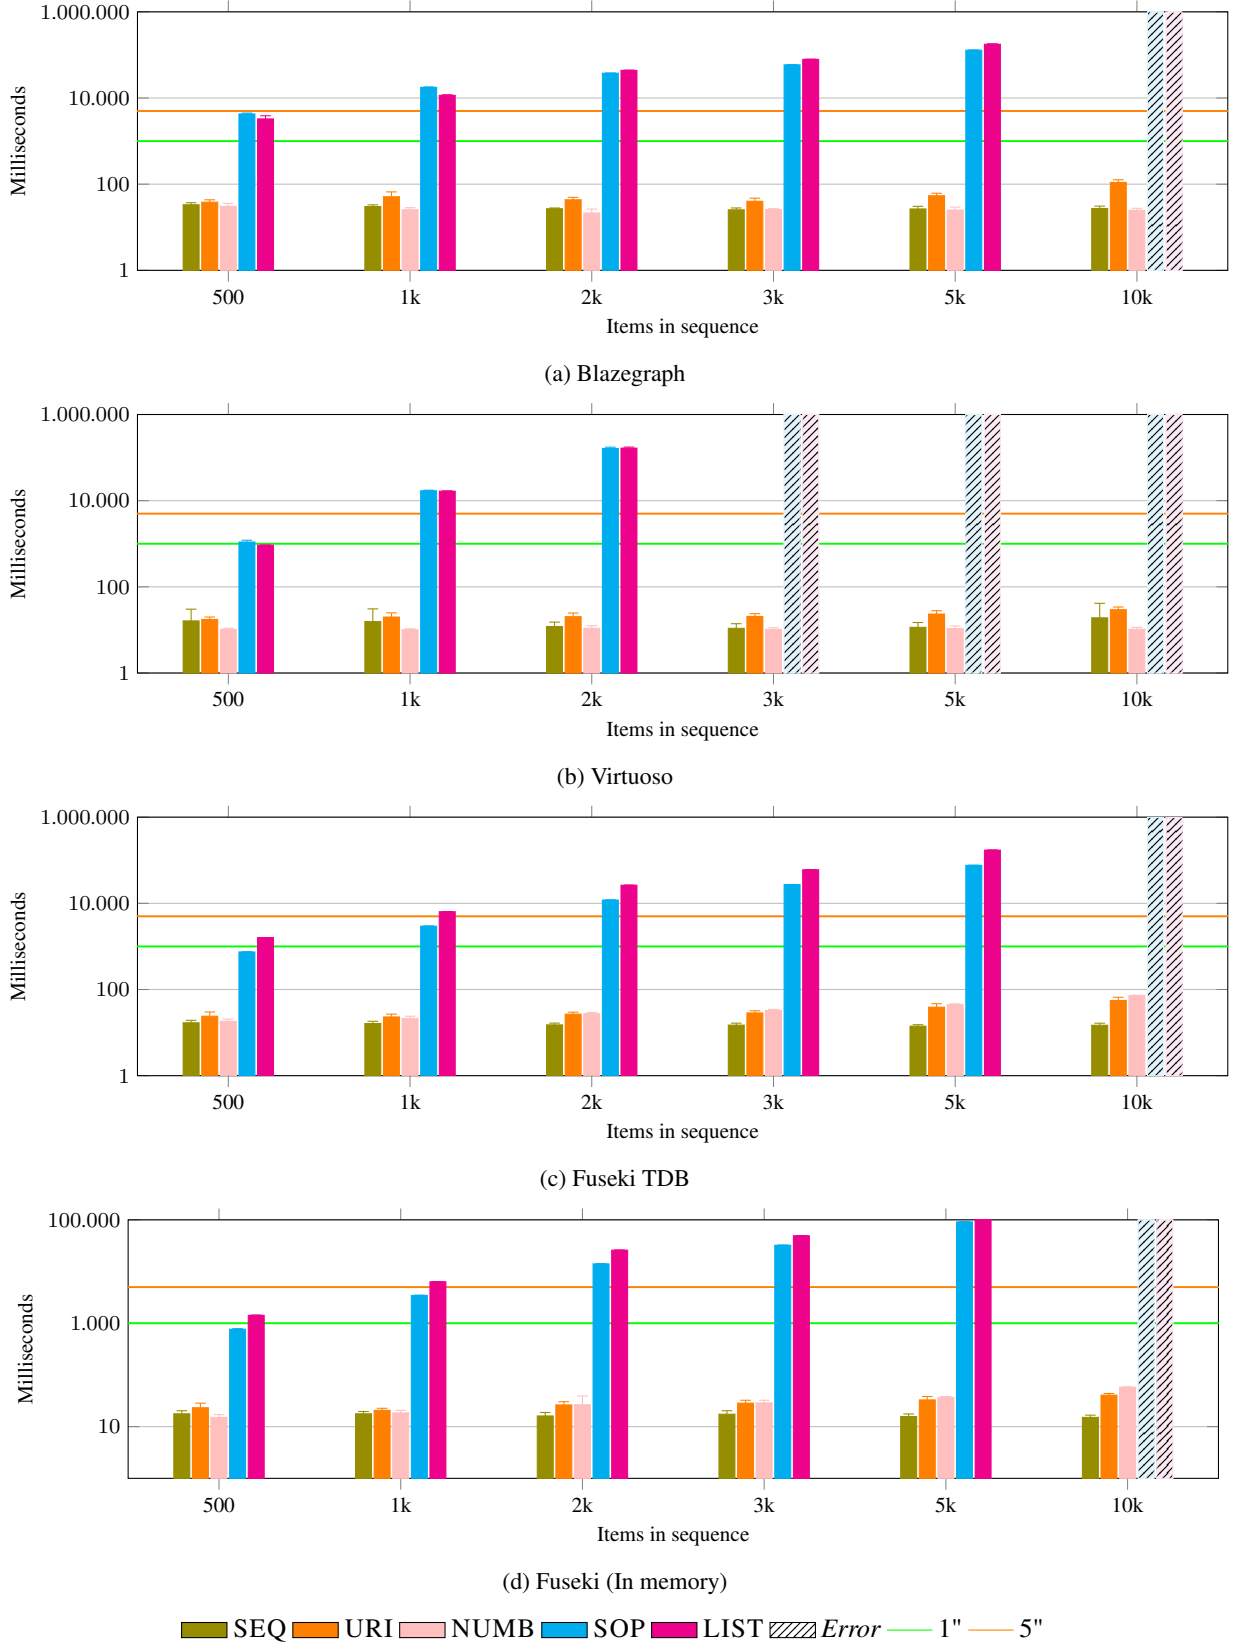 1.000.000
10.000
100
1
Milliseconds
500 1k 2k 3k 5k 10k
Items in sequence
(a) Blazegraph
1.000.000
10.000
100
1
Milliseconds
500 1k 2k 3k 5k 10k
Items in sequence
(b) Virtuoso
1.000.000
10.000
100
1
Milliseconds
500 1k 2k 3k 5k 10k
Items in sequence
(c) Fuseki TDB
100.000
1.000
10
Milliseconds
500 1k 2k 3k 5k 10k
Items in sequence
(d) Fuseki (In memory)
SEQ URI NUMB SOP LIST Error 1" 5"